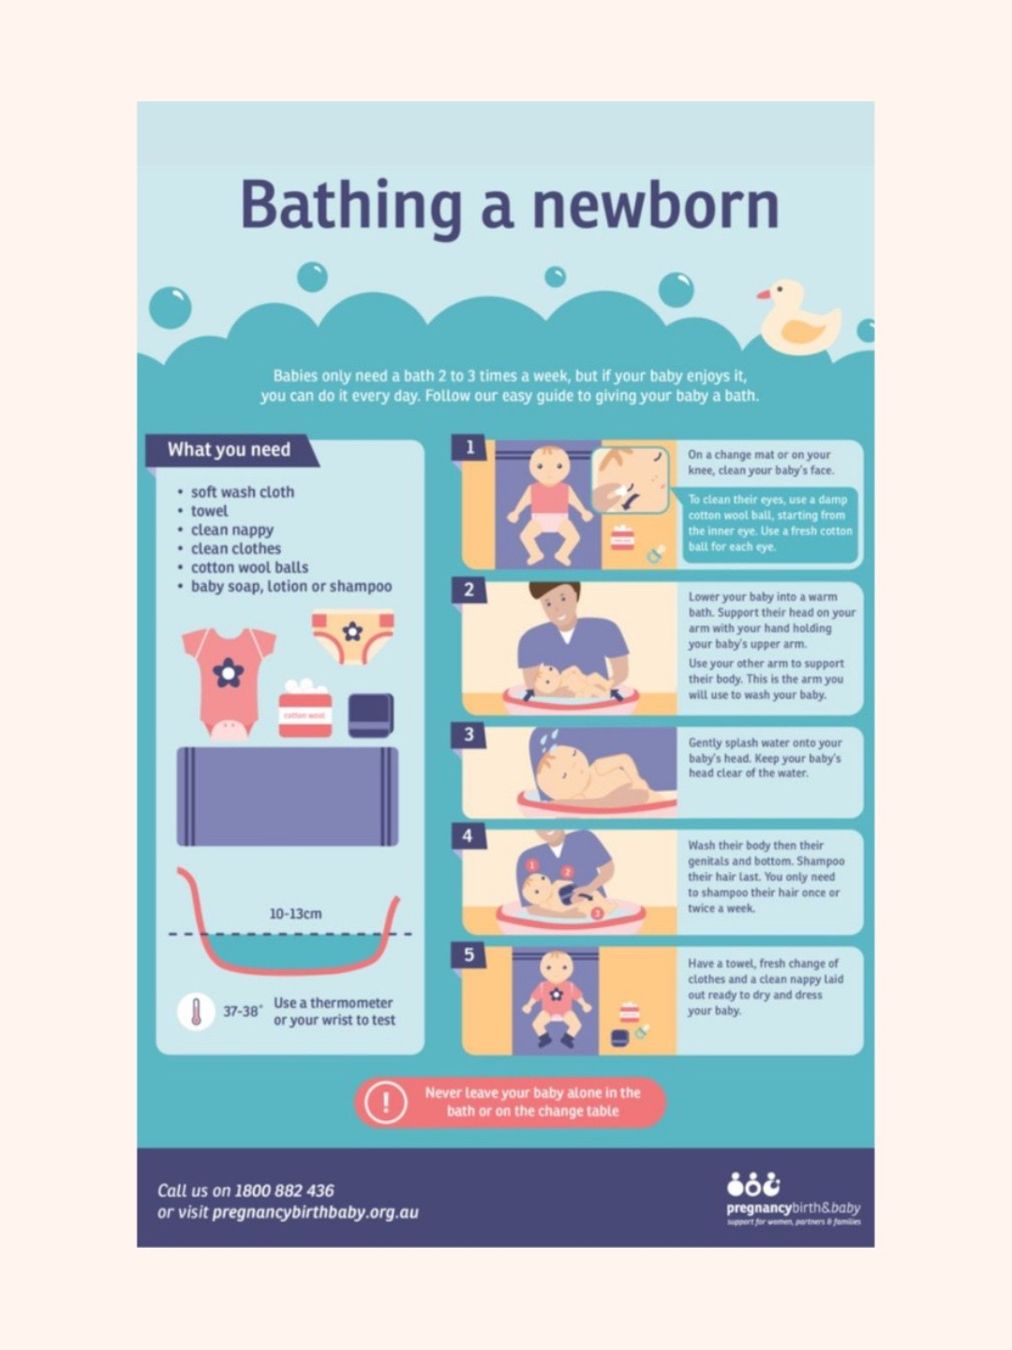 Bathing a newborn
Babies only need a bath 2 to 3 times a week, but if your baby enjoys it,
you can do it every day. Follow our easy guide to giving your baby a bath.
What you need
• soft wash cloth
• towel
• clean nappy
• clean clothes
• cotton wool balls
• baby soap, lotion or shampoo
cotton wool
10-13cm
37-38°
Use a thermometer
or your wrist to test
1
On a change mat or on your
knee, clean your baby's face.
To clean their eyes, use a damp
cotton wool ball, starting from
the inner eye. Use a fresh cotton
ball for each eye.
2
Lower your baby into a warm
bath. Support their head on your
arm with your hand holding
your baby's upper arm.
Use your other arm to support
their body. This is the arm you
will use to wash your baby.
3
Gently splash water onto your
baby's head. Keep your baby's
head clear of the water.
4
1
2
3
Wash their body then their
genitals and bottom. Shampoo
their hair last. You only need
to shampoo their hair once or
twice a week.
5
Have a towel, fresh change of
clothes and a clean nappy laid
out ready to dry and dress
your baby.
!
Never leave your baby alone in the
bath or on the change table
Call us on 1800 882 436
or visit pregnancybirthbaby.org.au
pregnancybirth&baby
support for women, partners & families